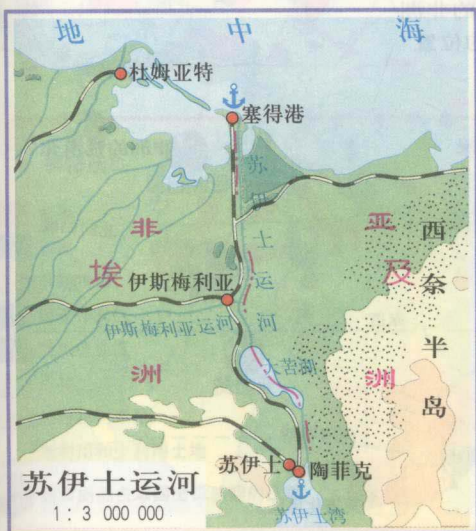 地 中 海
杜姆亚特
塞得港
苏伊士运河
非
亚
埃
及
西奈半岛
伊斯梅利亚
伊斯梅利亚运河
大苦湖
洲
洲
苏伊士
陶菲克
苏伊士湾
苏伊士运河
1:3 000 000